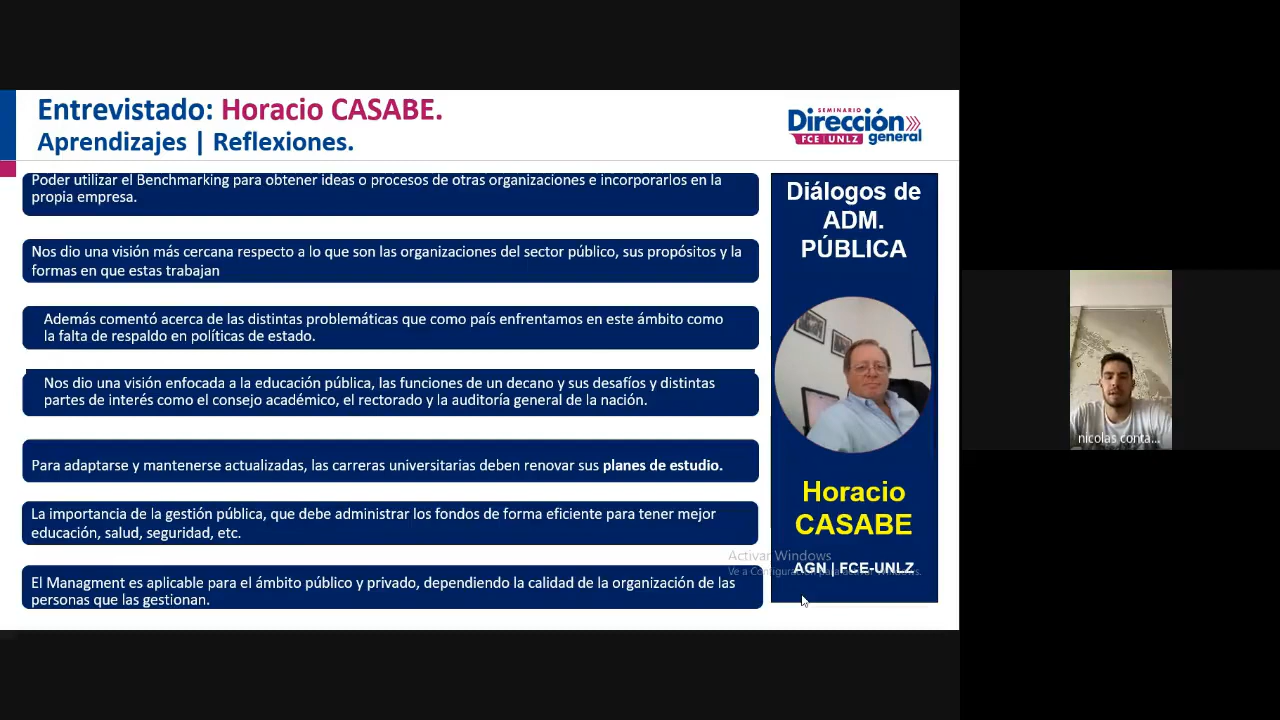 Entrevistado: Horacio CASABE.
Aprendizajes | Reflexiones.
SEMINARIO
Dirección
FCE | UNLZ general
Poder utilizar el Benchmarking para obtener ideas o procesos de otras organizaciones e incorporarlos en la
propia empresa.
Nos dio una visión más cercana respecto a lo que son las organizaciones del sector público, sus propósitos y la
formas en que estas trabajan
Además comentó acerca de las distintas problemáticas que como país enfrentamos en este ámbito como
la falta de respaldo en políticas de estado.
Nos dio una visión enfocada a la educación pública, las funciones de un decano y sus desafíos y distintas
partes de interés como el consejo académico, el rectorado y la auditoría general de la nación.
Para adaptarse y mantenerse actualizadas, las carreras universitarias deben renovar sus planes de estudio.
La importancia de la gestión pública, que debe administrar los fondos de forma eficiente para tener mejor
educación, salud, seguridad, etc.
El Managment es aplicable para el ámbito público y privado, dependiendo la calidad de la organización de las
personas que las gestionan.
Diálogos de
ADM.
PÚBLICA
Horacio
CASABE
Activar Windows
Ve a Configuración para activar Windows.
AGN | FCE-UNLZ
nicolas conta...